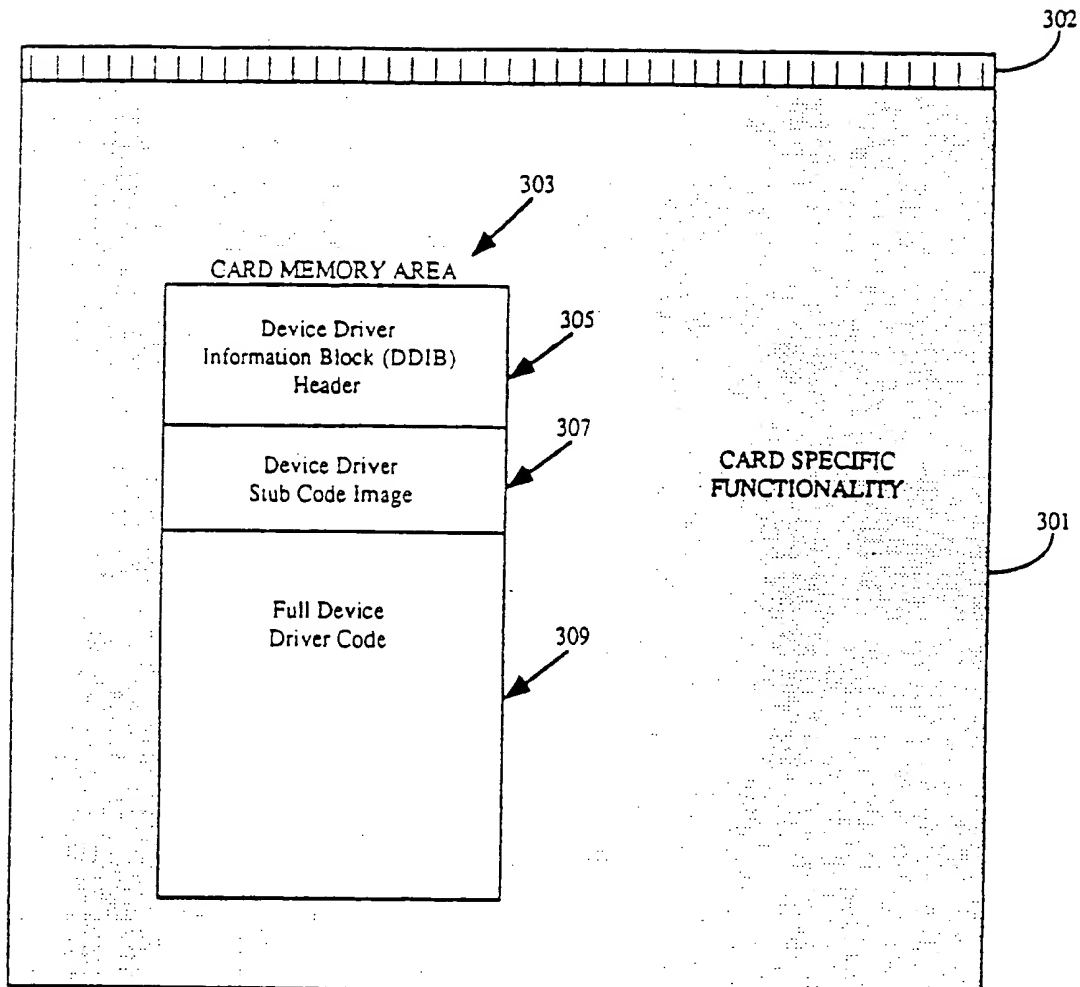 302
303
CARD MEMORY AREA
Device Driver
Information Block (DDIB)
Header
305
307
Device Driver
Stub Code Image
CARD SPECIFIC
FUNCTIONALITY
301
Full Device
Driver Code
309